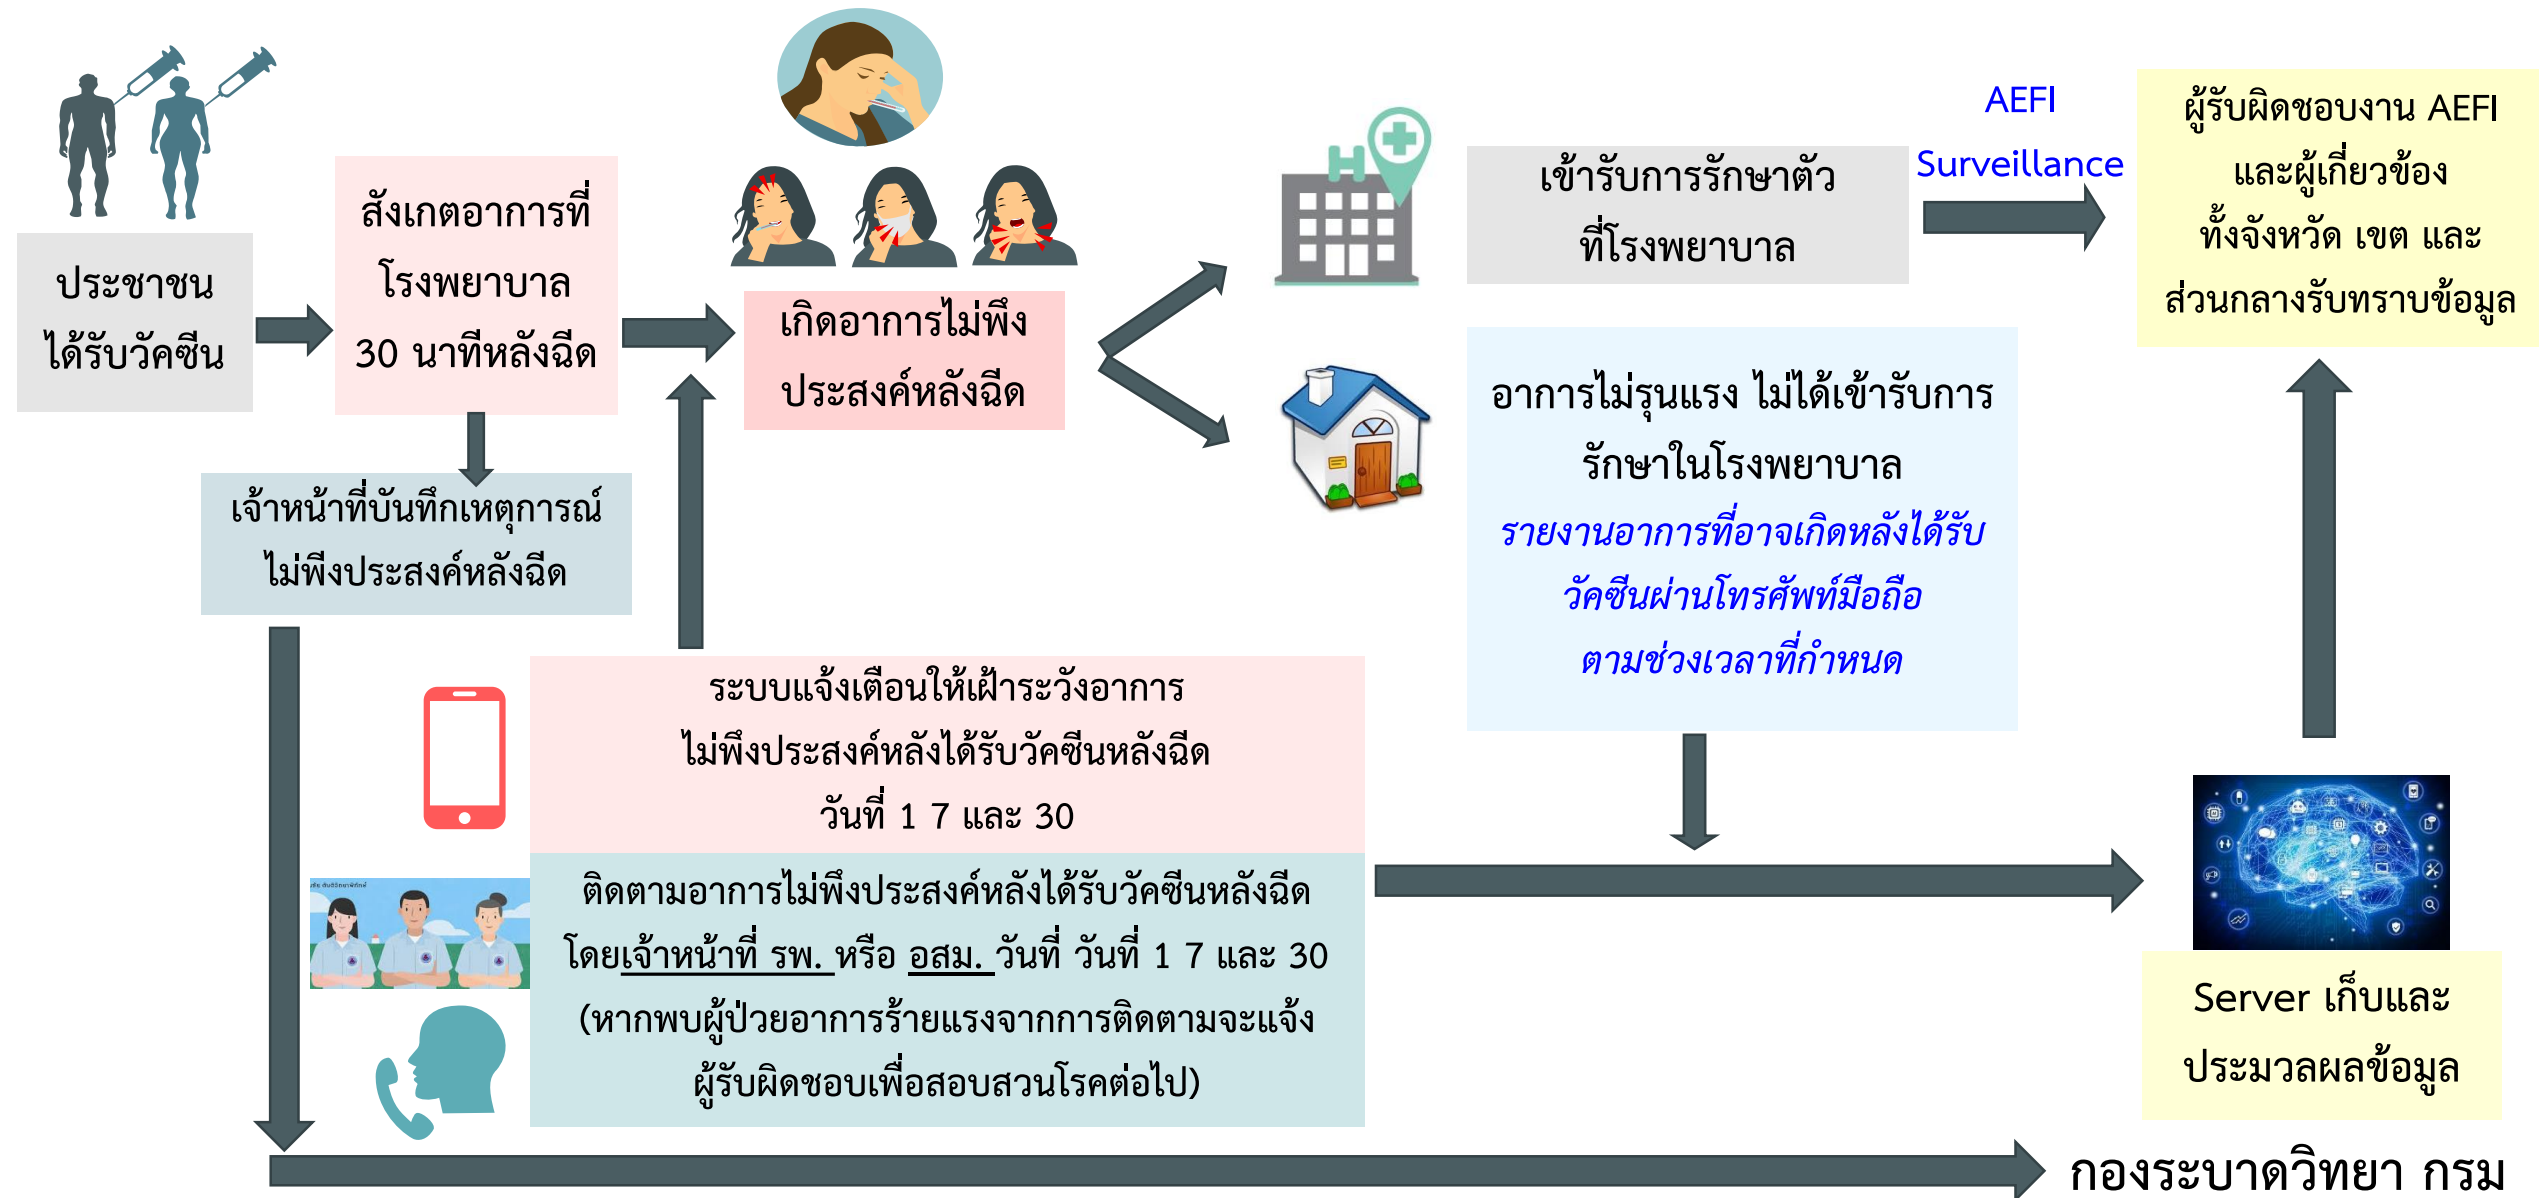 ประชาชน
ได้รับวัคซีน
สังเกตอาการที่
โรงพยาบาล
30 นาทีหลังฉีด
เจ้าหน้าที่บันทึกเหตุการณ์
ไม่พึงประสงค์หลังฉีด
เกิดอาการไม่พึง
ประสงค์หลังฉีด
H
เข้ารับการรักษาตัว
ที่โรงพยาบาล
AEFI
Surveillance
ผู้รับผิดชอบงาน AEFI
และผู้เกี่ยวข้อง
ทั้งจังหวัด เขต และ
ส่วนกลางรับทราบข้อมูล
อาการไม่รุนแรง ไม่ได้เข้ารับการ
รักษาในโรงพยาบาล
รายงานอาการที่อาจเกิดหลังได้รับ
วัคซีนผ่านโทรศัพท์มือถือ
ตามช่วงเวลาที่กำหนด
ระบบแจ้งเตือนให้เฝ้าระวังอาการ
ไม่พึงประสงค์หลังได้รับวัคซีนหลังฉีด
วันที่ 1 7 และ 30
ติดตามอาการไม่พึงประสงค์หลังได้รับวัคซีนหลังฉีด
โดยเจ้าหน้าที่ รพ. หรือ อสม. วันที่ วันที่ 1 7 และ 30
(หากพบผู้ป่วยอาการร้ายแรงจากการติดตามจะแจ้ง
ผู้รับผิดชอบเพื่อสอบสวนโรคต่อไป)
Server เก็บและ
ประมวลผลข้อมูล
กองระบาดวิทยา กรม